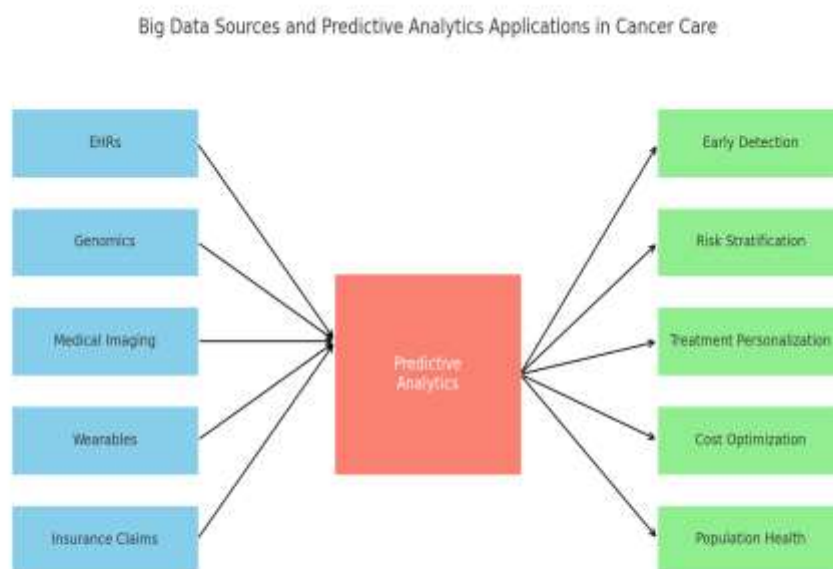 Big Data Sources and Predictive Analytics Applications in Cancer Care
EHRs
Genomics
Medical Imaging
Wearables
Insurance Claims
Predictive
Analytics
Early Detection
Risk Stratification
Treatment Personalization
Cost Optimization
Population Health